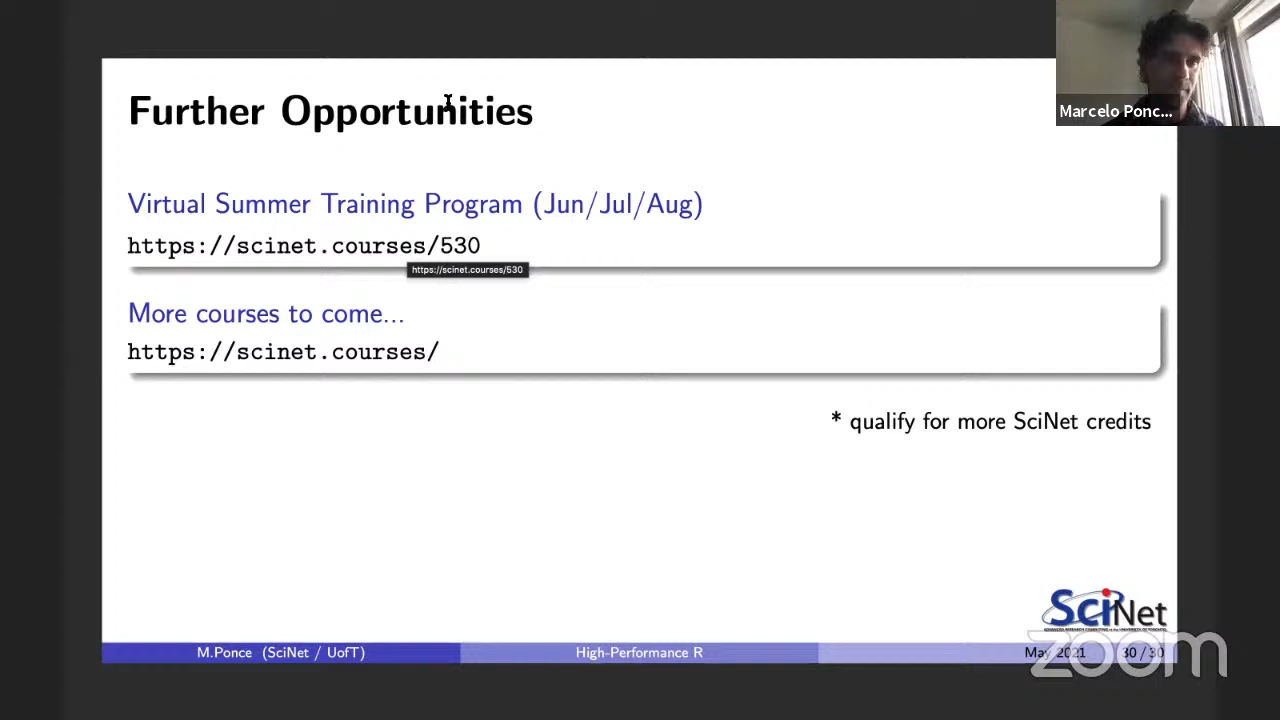 Further Opportunities
Marcelo Ponc...
Virtual Summer Training Program (Jun/Jul/Aug)
https://scinet.courses/530
https://scinet.courses/530
More courses to come...
https://scinet.courses/
* qualify for more SciNet credits
SciNet
M.Ponce (SciNet / UofT)
High-Performance R
May 2021
30 / 30
zoom